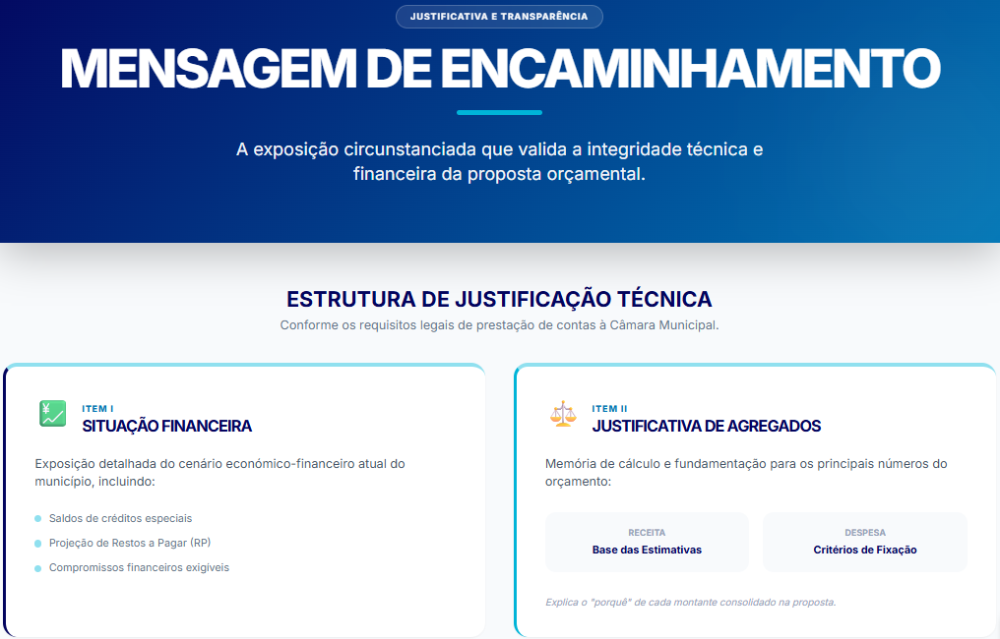 JUSTIFICATIVA E TRANSPARÊNCIA
MENSAGEM DE ENCAMINHAMENTO
A exposição circunstanciada que valida a integridade técnica e
financeira da proposta orçamental.
ESTRUTURA DE JUSTIFICAÇÃO TÉCNICA
Conforme os requisitos legais de prestação de contas à Câmara Municipal.
¥
ITEM I
SITUAÇÃO FINANCEIRA
Exposição detalhada do cenário económico-financeiro atual do
município, incluindo:
Saldos de créditos especiais
Projeção de Restos a Pagar (RP)
Compromissos financeiros exigíveis
ITEM II
JUSTIFICATIVA DE AGREGADOS
Memória de cálculo e fundamentação para os principais números do
orçamento:
RECEITA
Base das Estimativas
DESPESA
Critérios de Fixação
Explica o "porquê" de cada montante consolidado na proposta.